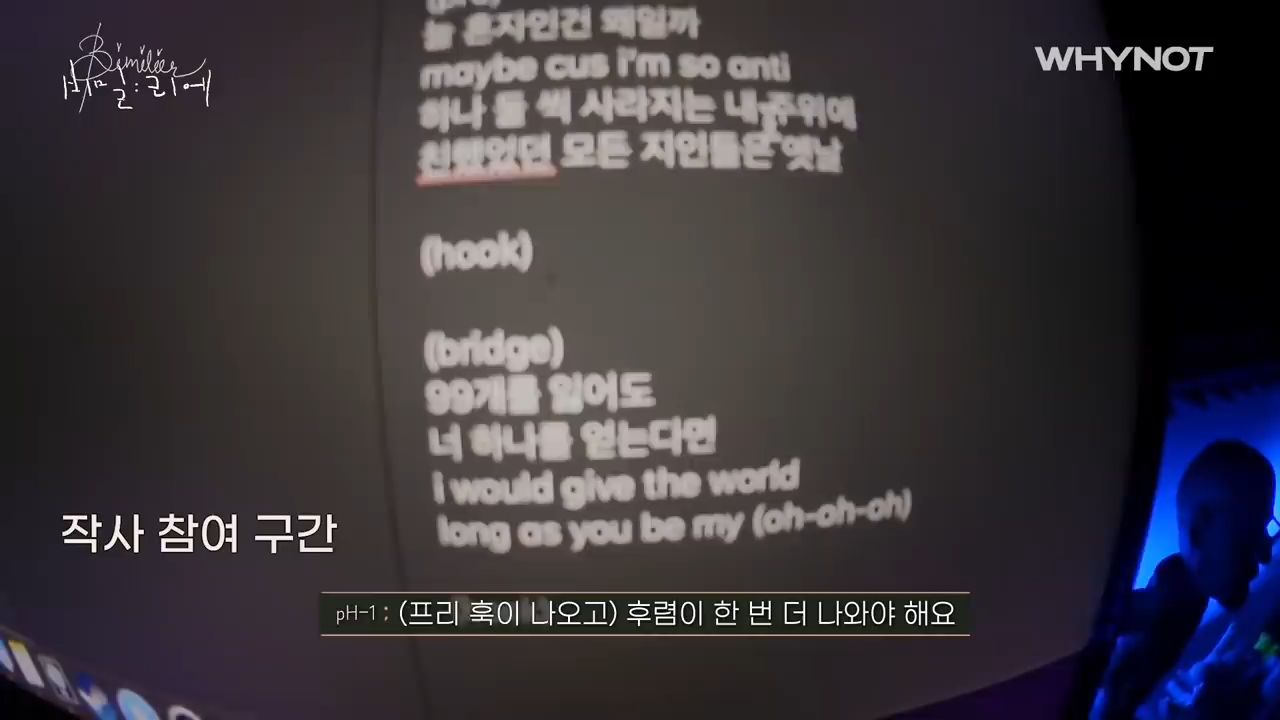 Bimilier
비밀:리에
WHYNOT
(pre)
늘 혼자인건 왜일까
maybe cus i'm so anti
하나 둘 씩 사라지는 내 주위에
친했었던 모든 지인들은 옛날
(hook)
(bridge)
99개를 잃어도
너 하나를 얻는다면
i would give the world
long as you be my (oh-oh-oh)
작사 참여 구간
pH-1 : (프리 훅이 나오고) 후렴이 한 번 더 나와야 해요